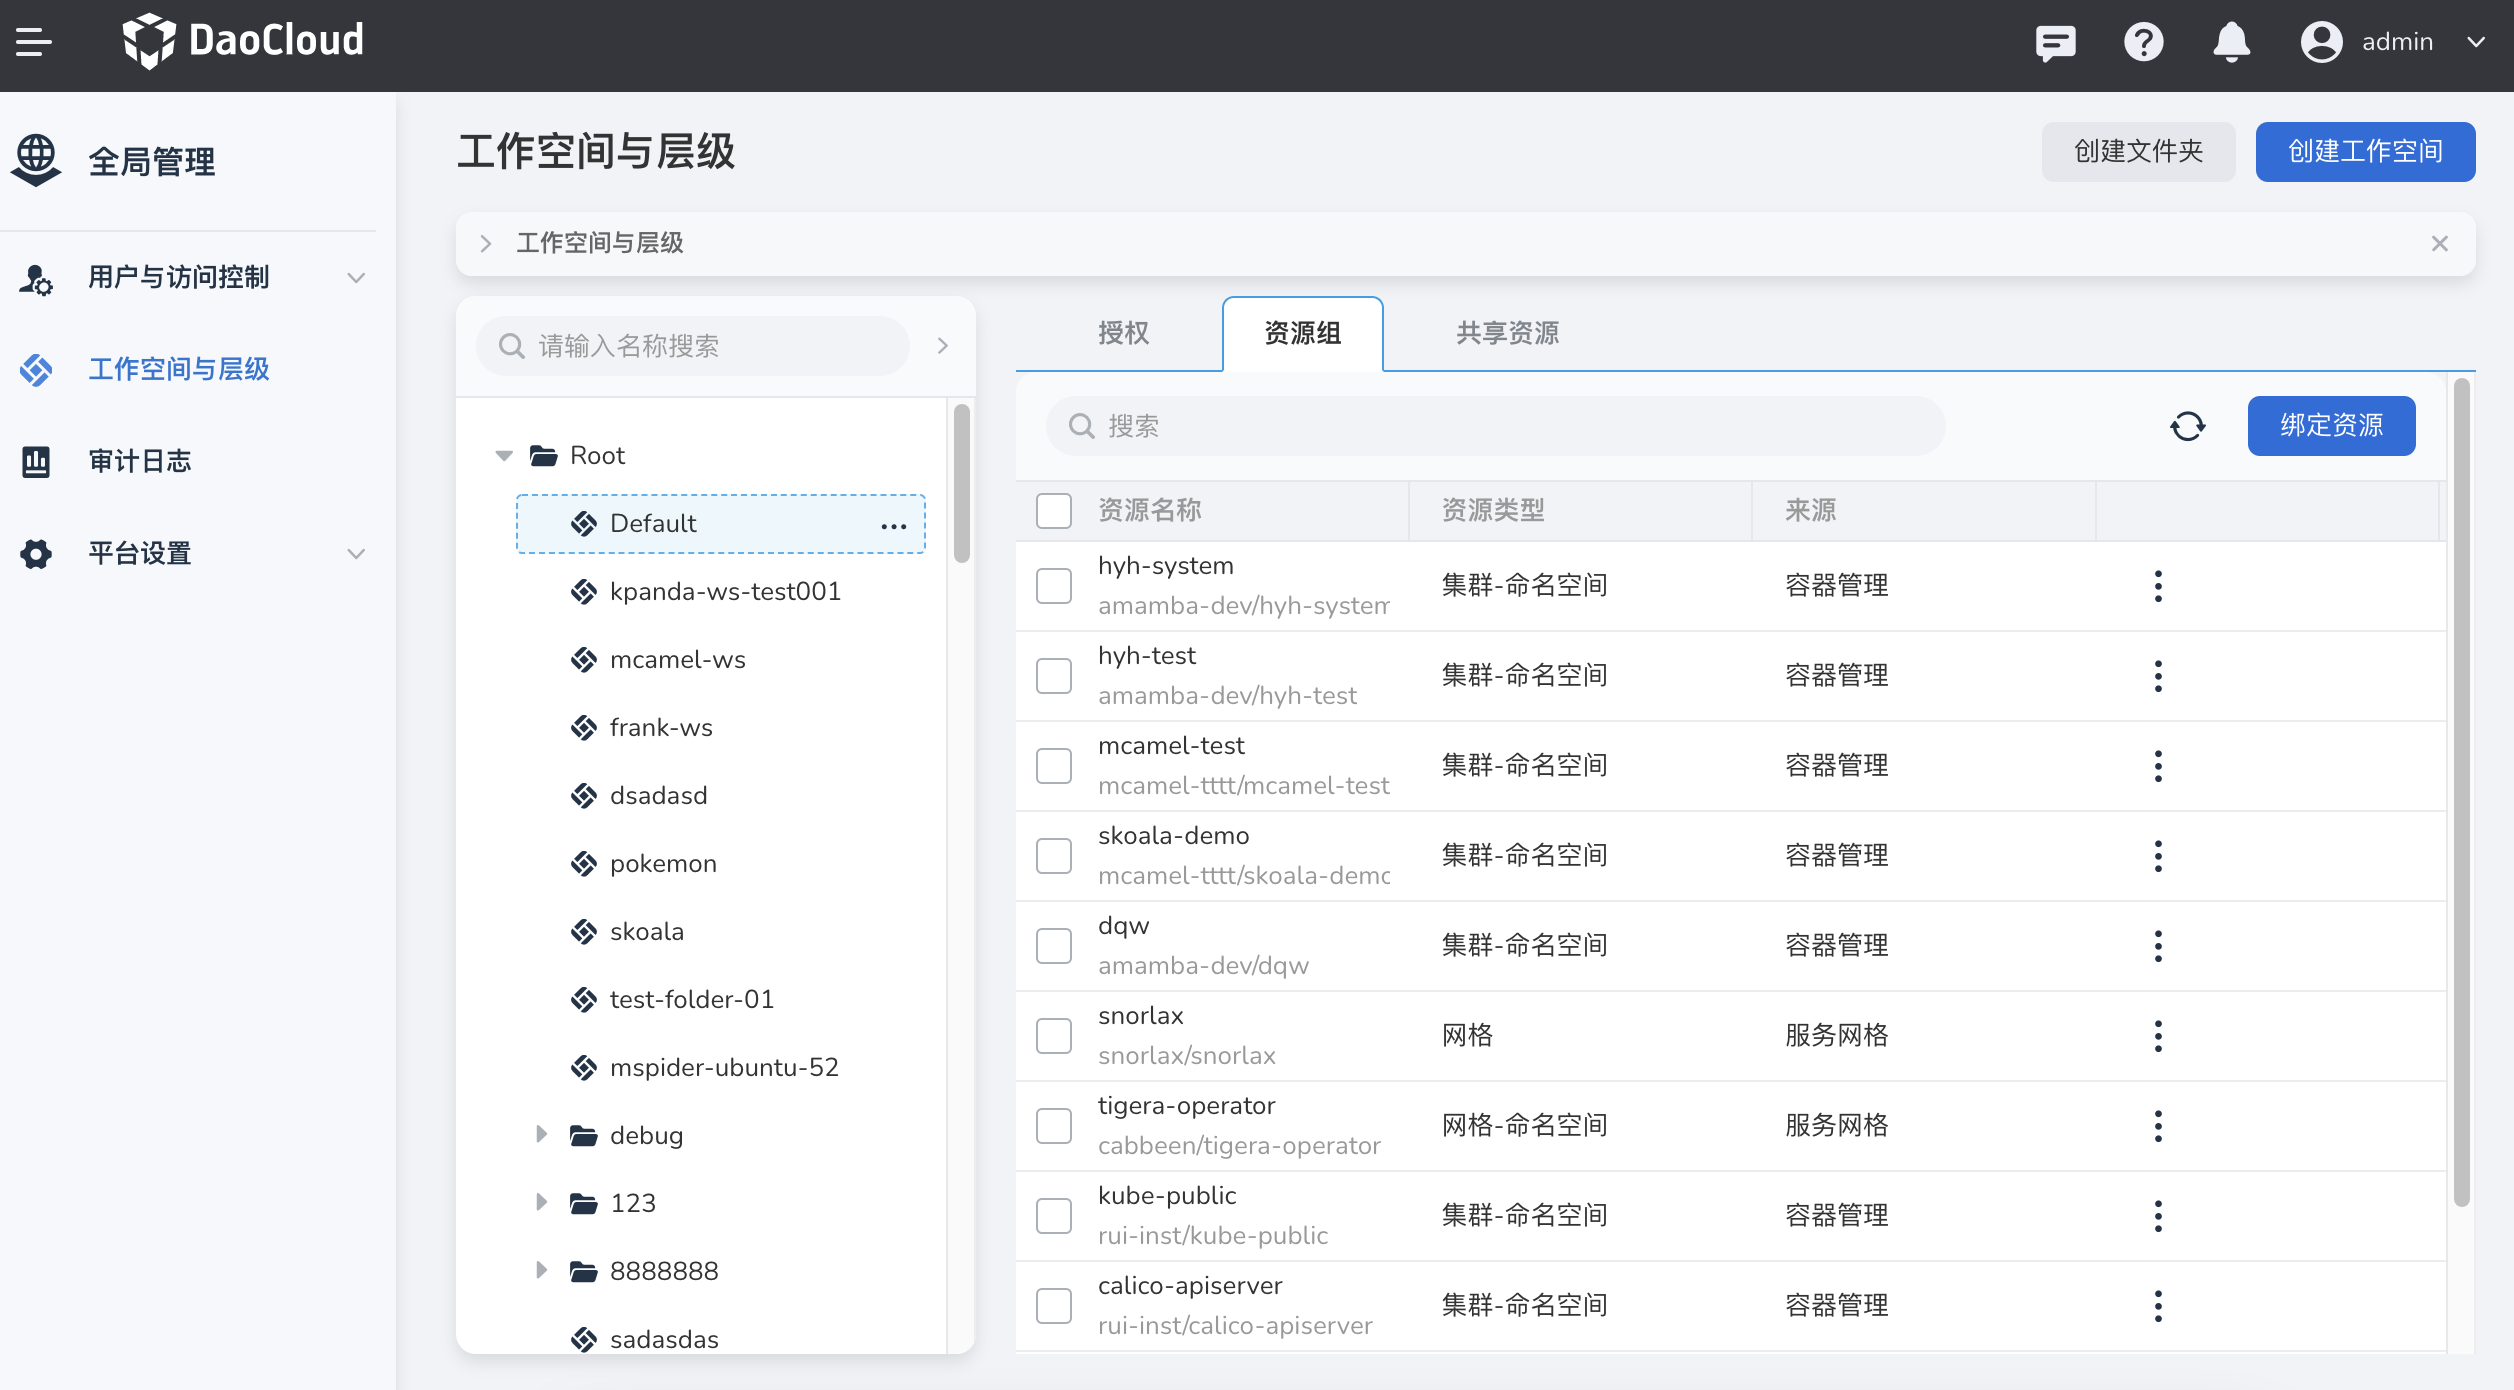 DaoCloud
admin
全局管理
用户与访问控制
工作空间与层级
审计日志
平台设置
工作空间与层级
创建文件夹
创建工作空间
工作空间与层级
请输入名称搜索
Root
Default
kpanda-ws-test001
mcamel-ws
frank-ws
dsadasd
pokemon
skoala
test-folder-01
mspider-ubuntu-52
debug
123
8888888
sadasdas
授权
资源组
共享资源
搜索
绑定资源
资源名称 资源类型 来源
hyh-system
amamba-dev/hyh-system
集群-命名空间 容器管理
hyh-test
amamba-dev/hyh-test
集群-命名空间 容器管理
mcamel-test
mcamel-tttt/mcamel-test
集群-命名空间 容器管理
skoala-demo
mcamel-tttt/skoala-demo
集群-命名空间 容器管理
dqw
amamba-dev/dqw
集群-命名空间 容器管理
snorlax
snorlax/snorlax
网格 服务网格
tigera-operator
cabbeen/tigera-operator
网格-命名空间 服务网格
kube-public
rui-inst/kube-public
集群-命名空间 容器管理
calico-apiserver
rui-inst/calico-apiserver
集群-命名空间 容器管理